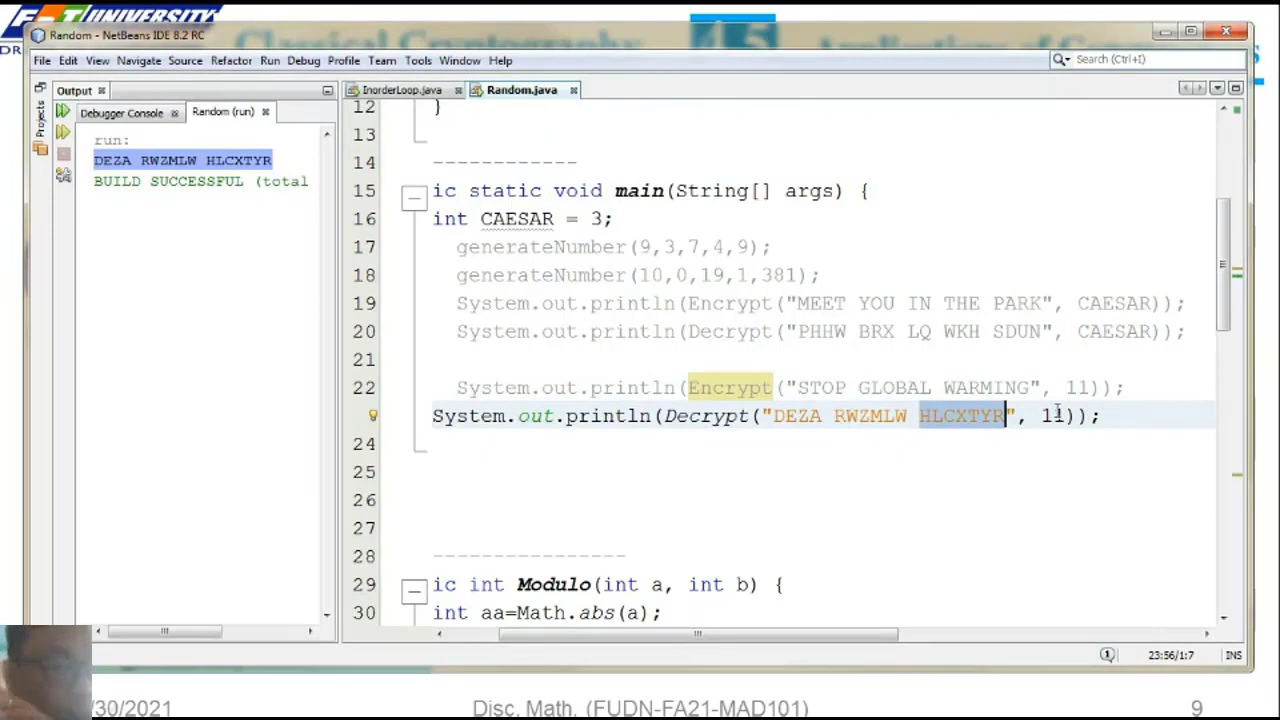 UNIVERSITY
Random - NetBeans IDE 8.2 RC
File Edit View Navigate Source Refactor Run Debug Profile Team Tools Window Help
Search (Ctrl+I)
Output
InorderLoop.java
Random.java
Projects
Debugger Console
Random (run)
run:
DEZA RWZMLW HLCXTYR
BUILD SUCCESSFUL (total
12 }
13
14 ------------
15 ic static void main(String[] args) {
16 int CAESAR = 3;
17 generateNumber(9,3,7,4,9);
18 generateNumber(10,0,19,1,381);
19 System.out.println(Encrypt("MEET YOU IN THE PARK", CAESAR));
20 System.out.println(Decrypt("PHHW BRX LQ WKH SDUN", CAESAR));
21
22 System.out.println(Encrypt("STOP GLOBAL WARMING", 11));
System.out.println(Decrypt("DEZA RWZMLW HLCXTYR", 11));
24
25
26
27
28 ----------------
29 ic int Modulo(int a, int b) {
30 int aa=Math.abs(a);
23:56/1:7
INS
/30/2021
Disc. Math. (FUDN-FA21-MAD101)
9